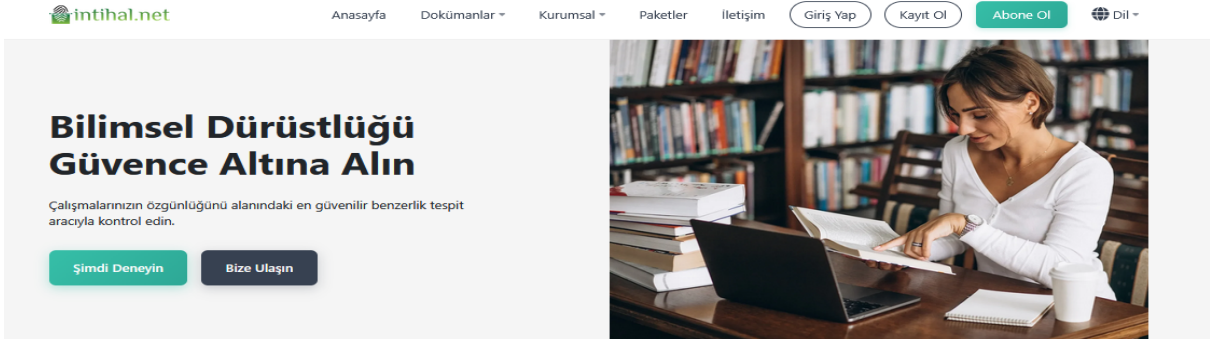 intihal.net
Anasayfa Dokümanlar Kurumsal Paketler İletişim Giriş Yap Kayıt Ol Abone Ol Dil
Bilimsel Dürüstlüğü
Güvence Altına Alın
Çalışmalarınızın özgünlüğünü alanındaki en güvenilir benzerlik tespit
aracıyla kontrol edin.
Şimdi Deneyin Bize Ulaşın